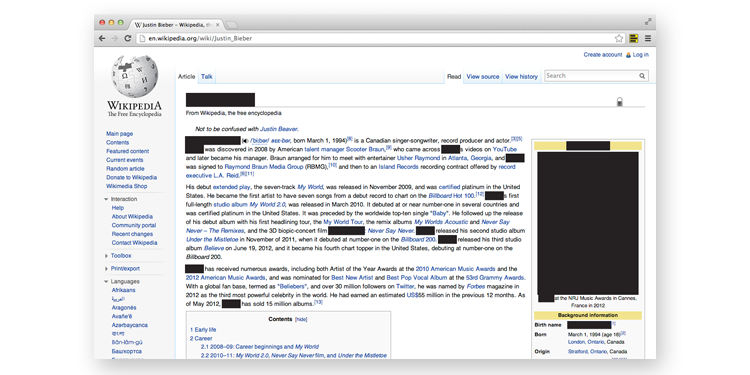 Justin Bieber - Wikipedia, th
en.wikipedia.org/wiki/Justin_Bieber
Create account Log in
Article Talk Read View source View history Search
WIKIPEDIA
The Free Encyclopedia
Main page
Contents
Featured content
Current events
Random article
Donate to Wikipedia
Wikimedia Shop
Interaction
Help
About Wikipedia
Community portal
Recent changes
Contact Wikipedia
Toolbox
Print/export
Languages
Afrikaans
العربية
Aragonés
Avañe'ẽ
Azərbaycanca
বাংলা
Bân-lâm-gú
Башҡортса
From Wikipedia, the free encyclopedia
Not to be confused with Justin Beaver.
born March 1, 1994)[8] is a Canadian singer-songwriter, record producer and actor.[3][5]
was discovered in 2008 by American talent manager Scooter Braun,[9] who came across 's videos on YouTube
and later became his manager. Braun arranged for him to meet with entertainer Usher Raymond in Atlanta, Georgia, and
was signed to Raymond Braun Media Group (RBMG),[10] and then to an Island Records recording contract offered by record
executive L.A. Reid.[6][11]
His debut extended play, the seven-track My World, was released in November 2009, and was certified platinum in the United
States. He became the first artist to have seven songs from a debut record to chart on the Billboard Hot 100.[12] 's first
full-length studio album My World 2.0, was released in March 2010. It debuted at or near number-one in several countries and
was certified platinum in the United States. It was preceded by the worldwide top-ten single "Baby". He followed up the release
of his debut album with his first headlining tour, the My World Tour, the remix albums My Worlds Acoustic and Never Say
Never – The Remixes, and the 3D biopic-concert film Never Say Never. released his second studio album
Under the Mistletoe in November of 2011, when it debuted at number-one on the Billboard 200. released his third studio
album Believe on June 19, 2012, and it became his fourth chart topper in the United States, debuting at number-one on the
Billboard 200.
has received numerous awards, including both Artist of the Year Awards at the 2010 American Music Awards and the
2012 American Music Awards, and was nominated for Best New Artist and Best Pop Vocal Album at the 53rd Grammy Awards.
With a global fan base, termed as "Beliebers", and over 30 million followers on Twitter, he was named by Forbes magazine in
2012 as the third most powerful celebrity in the world. He had earned an estimated US$55 million in the previous 12 months. As
of May 2012, has sold 15 million albums.[13]
Contents [hide]
1 Early life
2 Career
2.1 2008–09: Career beginnings and My World
2.2 2010–11: My World 2.0, Never Say Never film, and Under the Mistletoe
at the NRJ Music Awards in Cannes,
France in 2012
Background information
Birth name [1]
Born March 1, 1994 (age 18)[2]
London, Ontario, Canada
Origin Stratford, Ontario, Canada